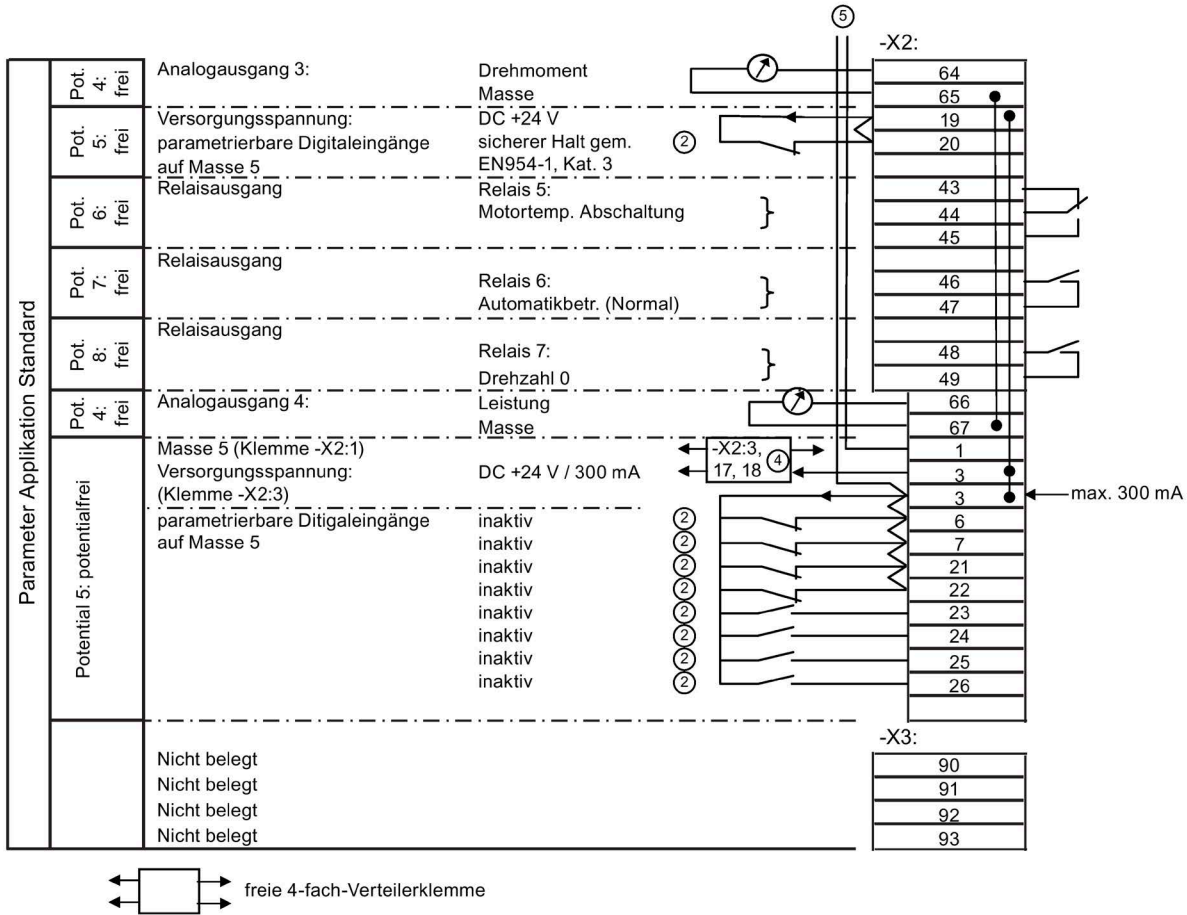 5
-X2:
Parameter Applikation Standard
Pot. 4: frei
Analogausgang 3: Drehmoment 64
Masse 65
Pot. 5: frei
Versorgungsspannung: DC +24 V 19
parametrierbare Digitaleingänge sicherer Halt gem. 2 20
auf Masse 5 EN954-1, Kat. 3
Pot. 6: frei
Relaisausgang Relais 5: 43
Motortemp. Abschaltung } 44
45
Pot. 7: frei
Relaisausgang
Relais 6: } 46
Automatikbetr. (Normal) 47
Pot. 8: frei
Relaisausgang
Relais 7: } 48
Drehzahl 0 49
Pot. 4: frei
Analogausgang 4: Leistung 66
Masse 67
Potential 5: potentialfrei
Masse 5 (Klemme -X2:1) -X2:3, 4 1
Versorgungsspannung: DC +24 V / 300 mA 17, 18 3
(Klemme -X2:3) 3 max. 300 mA
parametrierbare Ditigaleingänge inaktiv 2 6
auf Masse 5 inaktiv 2 7
inaktiv 2 21
inaktiv 2 22
inaktiv 2 23
inaktiv 2 24
inaktiv 2 25
inaktiv 2 26
-X3:
Nicht belegt 90
Nicht belegt 91
Nicht belegt 92
Nicht belegt 93
freie 4-fach-Verteilerklemme